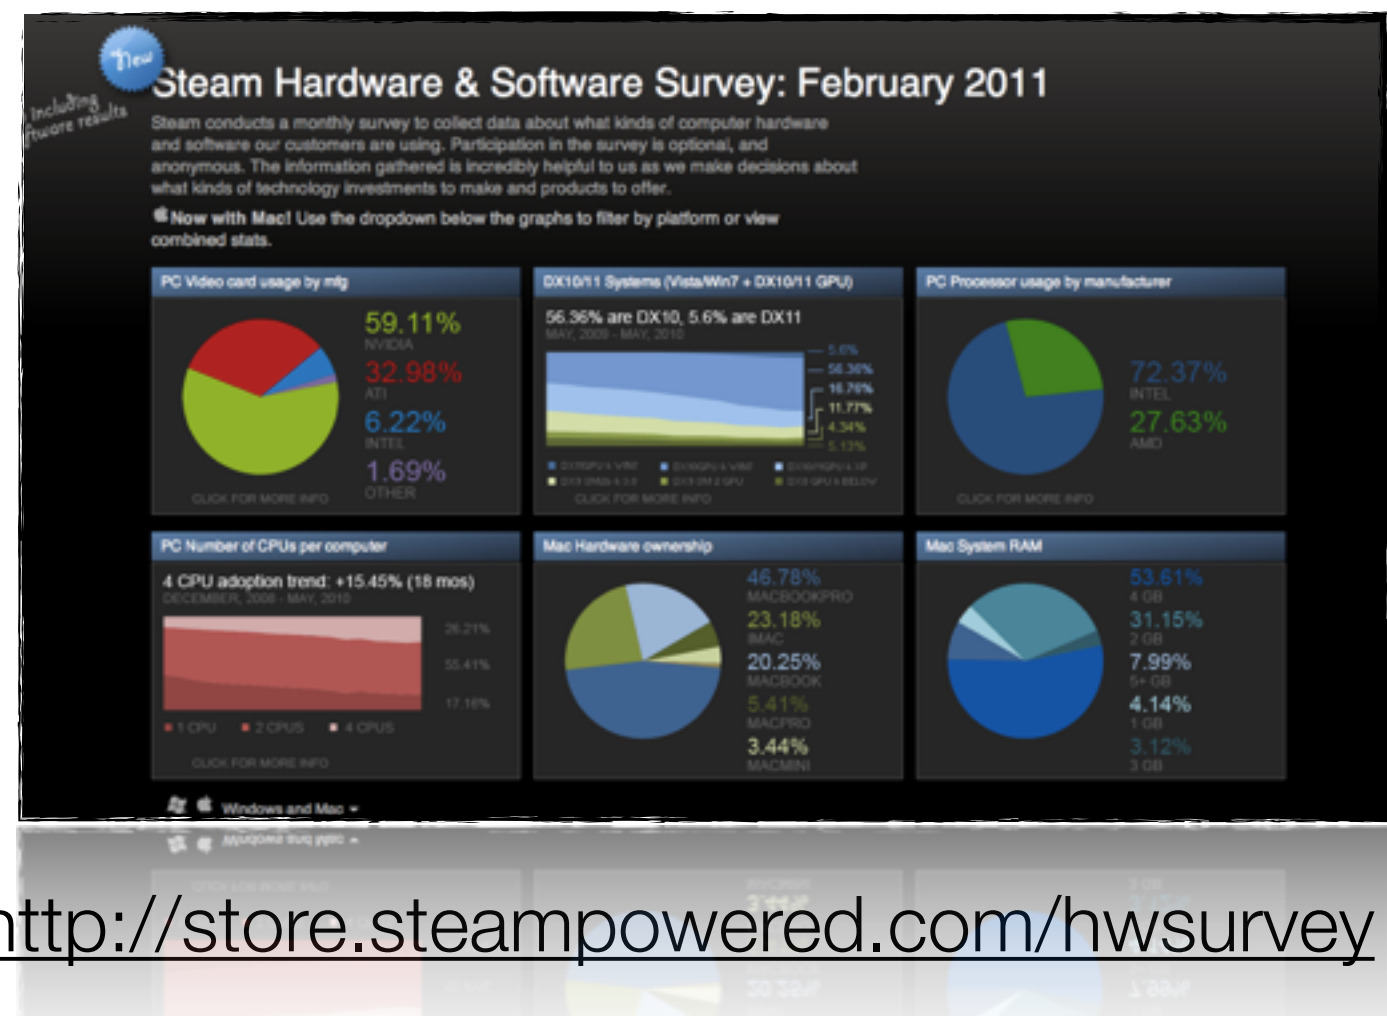 New
Including
ftware results
Steam Hardware & Software Survey: February 2011
Steam conducts a monthly survey to collect data about what kinds of computer hardware
and software our customers are using. Participation in the survey is optional, and
anonymous. The information gathered is incredibly helpful to us as we make decisions about
what kinds of technology investments to make and products to offer.
Now with Mac! Use the dropdown below the graphs to filter by platform or view
combined stats.
PC Video card usage by mfg
59.11%
NVIDIA
32.98%
ATI
6.22%
INTEL
1.69%
OTHER
CLICK FOR MORE INFO
DX10/11 Systems (Vista/Win7 + DX10/11 GPU)
56.36% are DX10, 5.6% are DX11
MAY, 2009 - MAY, 2010
5.6%
56.36%
16.76%
11.77%
4.34%
5.13%
CLICK FOR MORE INFO
PC Processor usage by manufacturer
72.37%
INTEL
27.63%
AMD
CLICK FOR MORE INFO
PC Number of CPUs per computer
4 CPU adoption trend: +15.45% (18 mos)
DECEMBER, 2008 - MAY, 2010
26.21%
55.41%
17.16%
1 CPU 2 CPUS 4 CPUS
CLICK FOR MORE INFO
Mac Hardware ownership
46.78%
MACBOOKPRO
23.18%
IMAC
20.25%
MACBOOK
5.41%
MACPRO
3.44%
MACMINI
Mac System RAM
53.61%
4 GB
31.15%
2 GB
7.99%
5+ GB
4.14%
1 GB
3.12%
3 GB
Windows and Mac
http://store.steampowered.com/hwsurvey